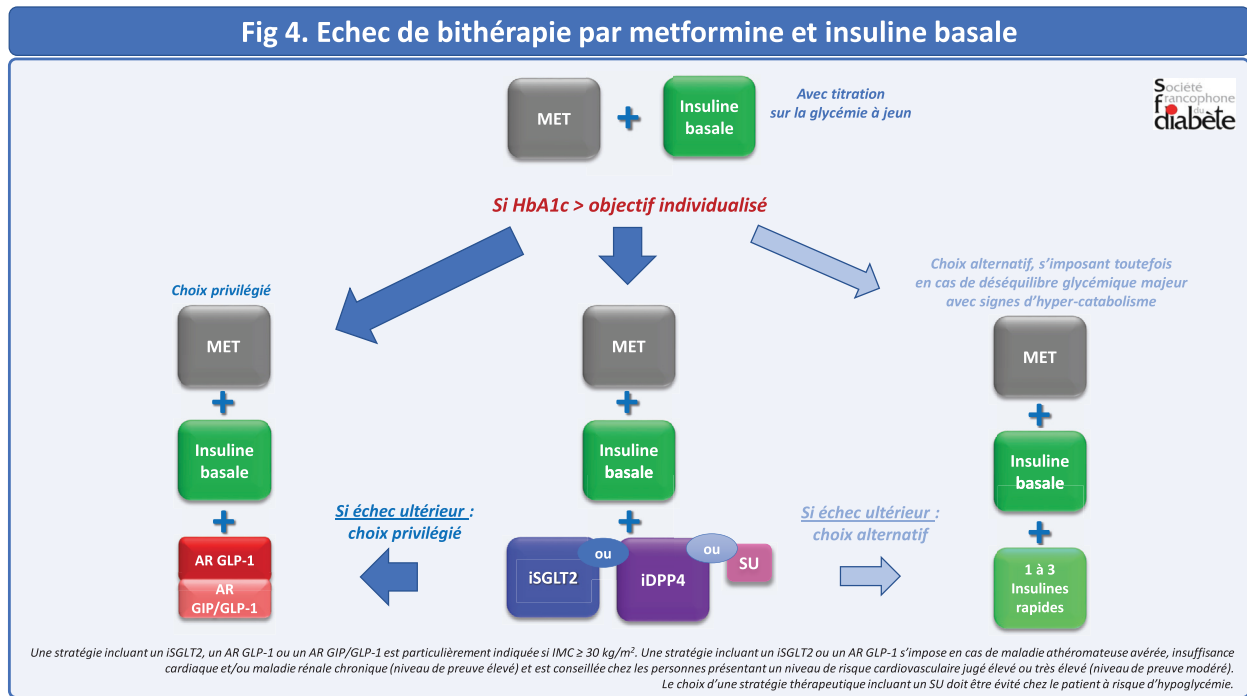 Fig 4. Echec de bithérapie par metformine et insuline basale
MET
+
Insuline
basale
Avec titration
sur la glycémie à jeun
Société
francophone
du
diabète
Si HbA1c > objectif individualisé
Choix privilégié
MET
+
Insuline
basale
+
AR GLP-1
AR
GIP/GLP-1
Si échec ultérieur :
choix privilégié
MET
+
Insuline
basale
+
iSGLT2
ou
iDPP4
ou
SU
Si échec ultérieur :
choix alternatif
Choix alternatif, s’imposant toutefois
en cas de déséquilibre glycémique majeur
avec signes d’hyper-catabolisme
MET
+
Insuline
basale
+
1 à 3
Insulines
rapides
Une stratégie incluant un iSGLT2, un AR GLP-1 ou un AR GIP/GLP-1 est particulièrement indiquée si IMC ≥ 30 kg/m². Une stratégie incluant un iSGLT2 ou un AR GLP-1 s’impose en cas de maladie athéromateuse avérée, insuffisance
cardiaque et/ou maladie rénale chronique (niveau de preuve élevé) et est conseillée chez les personnes présentant un niveau de risque cardiovasculaire jugé élevé ou très élevé (niveau de preuve modéré).
Le choix d’une stratégie thérapeutique incluant un SU doit être évité chez le patient à risque d’hypoglycémie.